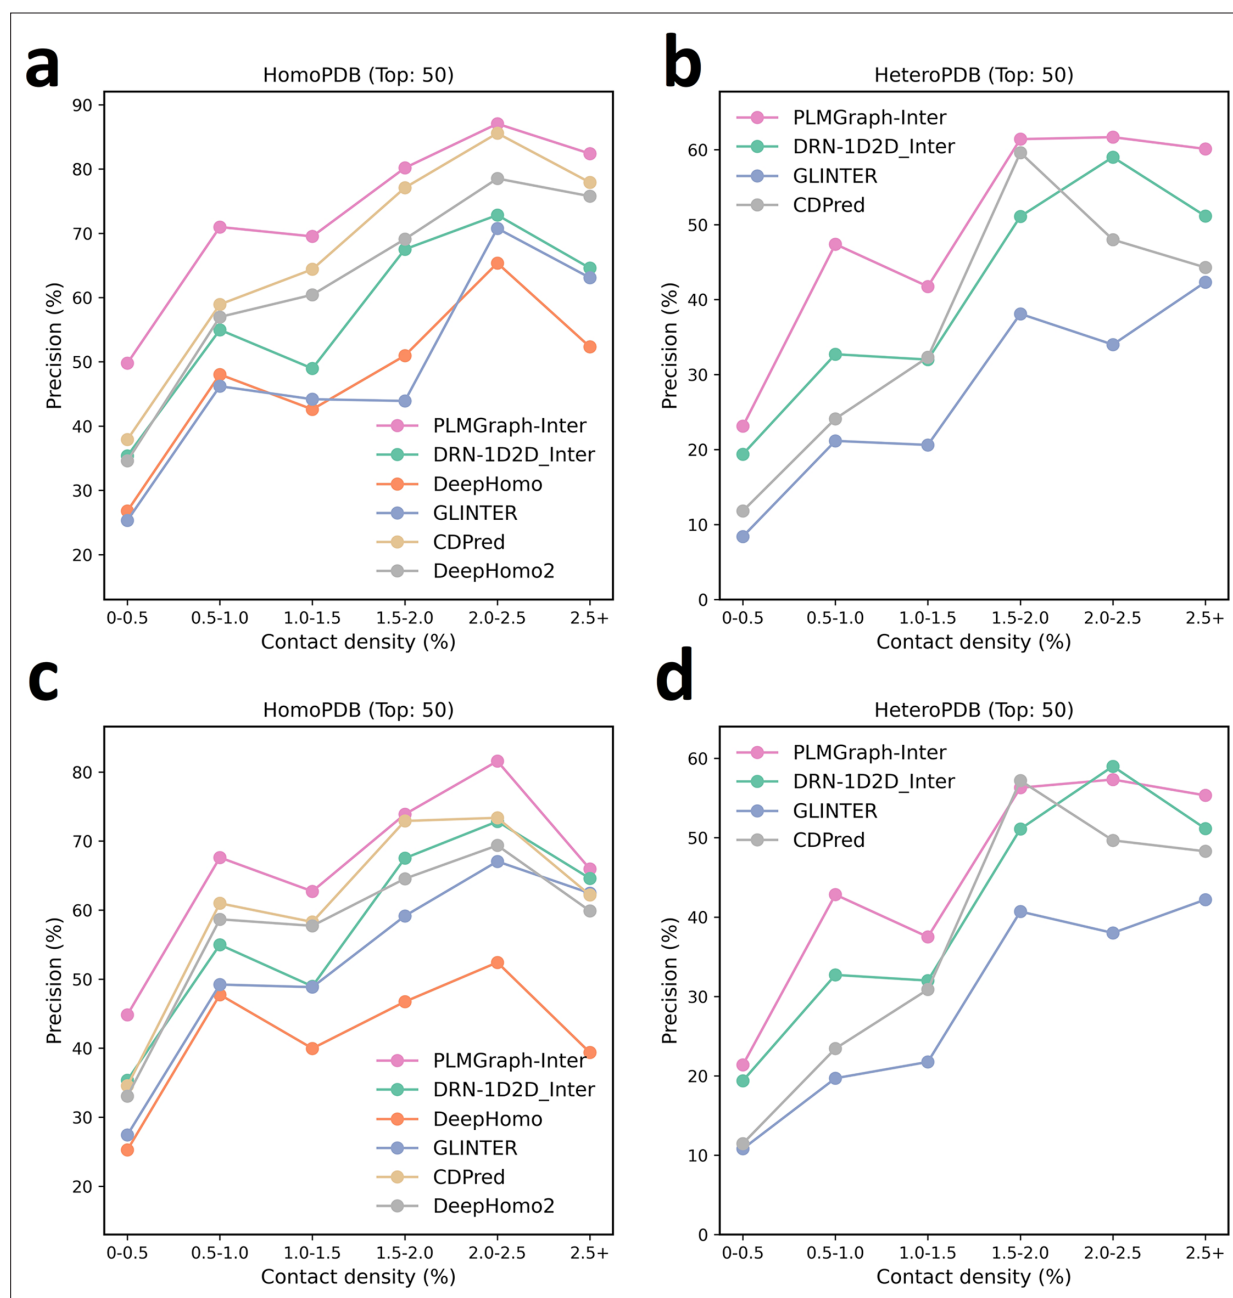 a
HomoPDB (Top: 50)
Precision (%)
90
80
70
60
50
40
30
20
PLMGraph-Inter
DRN-1D2D_Inter
DeepHomo
GLINTER
CDPred
DeepHomo2
0-0.5 0.5-1.0 1.0-1.5 1.5-2.0 2.0-2.5 2.5+
Contact density (%)
b
HeteroPDB (Top: 50)
Precision (%)
60
50
40
30
20
10
0
PLMGraph-Inter
DRN-1D2D_Inter
GLINTER
CDPred
0-0.5 0.5-1.0 1.0-1.5 1.5-2.0 2.0-2.5 2.5+
Contact density (%)
c
HomoPDB (Top: 50)
Precision (%)
80
70
60
50
40
30
20
PLMGraph-Inter
DRN-1D2D_Inter
DeepHomo
GLINTER
CDPred
DeepHomo2
0-0.5 0.5-1.0 1.0-1.5 1.5-2.0 2.0-2.5 2.5+
Contact density (%)
d
HeteroPDB (Top: 50)
Precision (%)
60
50
40
30
20
10
0
PLMGraph-Inter
DRN-1D2D_Inter
GLINTER
CDPred
0-0.5 0.5-1.0 1.0-1.5 1.5-2.0 2.0-2.5 2.5+
Contact density (%)